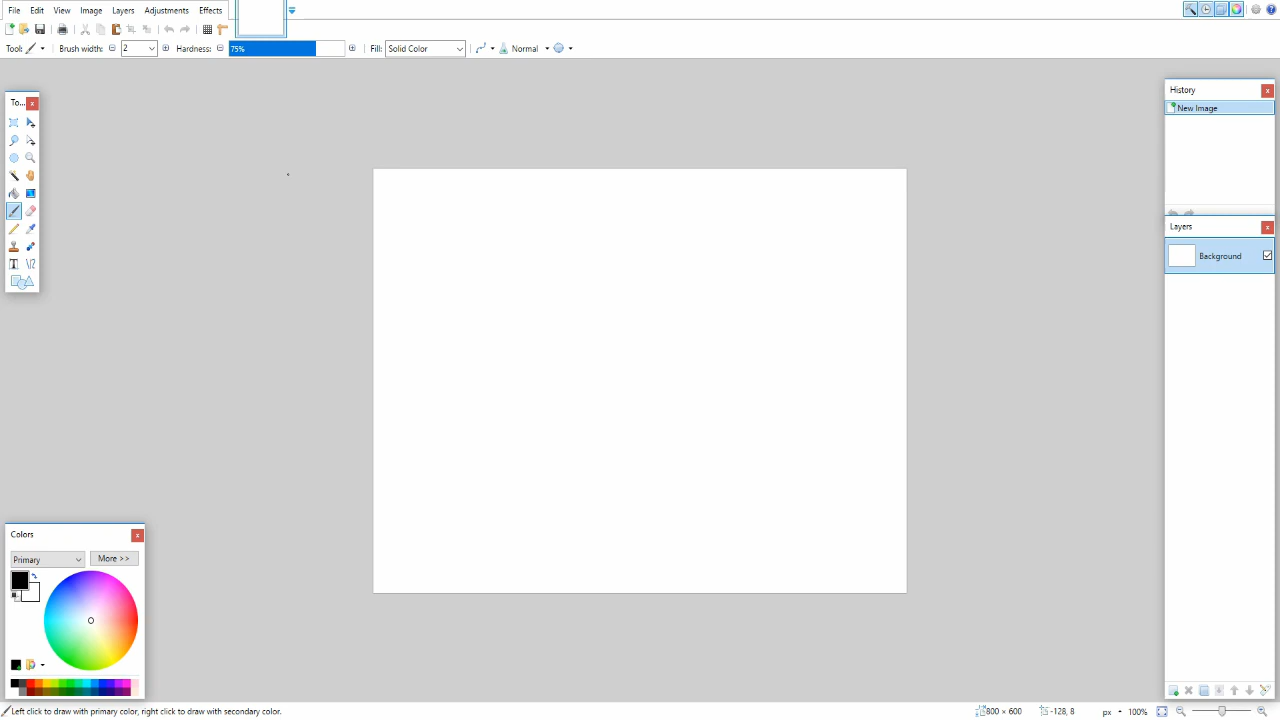 File Edit View Image Layers Adjustments Effects
Tool: Brush width: 2 Hardness: 75% Fill: Solid Color Normal
To...
History
New Image
Layers
Background
Colors
Primary More >>
Left click to draw with primary color, right click to draw with secondary color. 800 × 600 -128, 8 px 100%